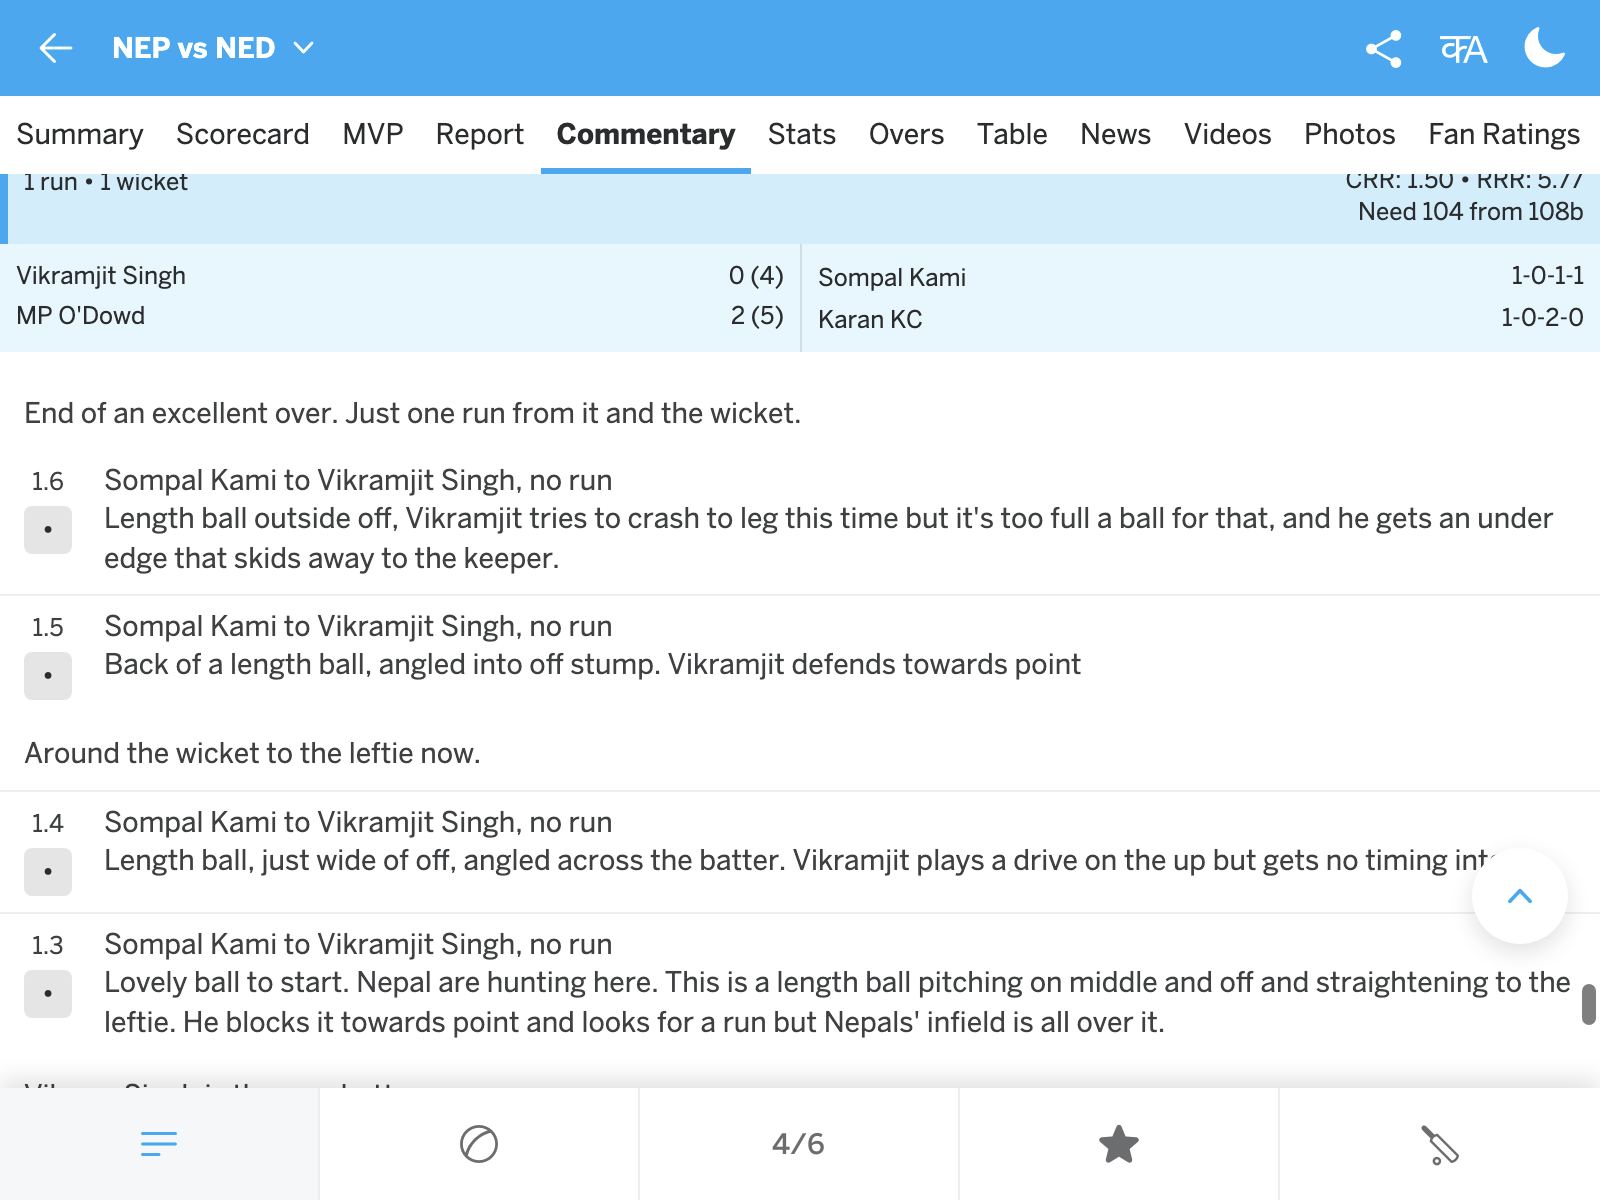 NEP vs NED
क A
Summary Scorecard MVP Report Commentary Stats Overs Table News Videos Photos Fan Ratings
1 run • 1 wicket
CRR: 1.50 • RRR: 5.77
Need 104 from 108b
Vikramjit Singh 0 (4)
MP O'Dowd 2 (5)
Sompal Kami 1-0-1-1
Karan KC 1-0-2-0
End of an excellent over. Just one run from it and the wicket.
1.6 Sompal Kami to Vikramjit Singh, no run
Length ball outside off, Vikramjit tries to crash to leg this time but it's too full a ball for that, and he gets an under
edge that skids away to the keeper.
1.5 Sompal Kami to Vikramjit Singh, no run
Back of a length ball, angled into off stump. Vikramjit defends towards point
Around the wicket to the leftie now.
1.4 Sompal Kami to Vikramjit Singh, no run
Length ball, just wide of off, angled across the batter. Vikramjit plays a drive on the up but gets no timing
1.3 Sompal Kami to Vikramjit Singh, no run
Lovely ball to start. Nepal are hunting here. This is a length ball pitching on middle and off and straightening to the
leftie. He blocks it towards point and looks for a run but Nepals' infield is all over it.
4/6